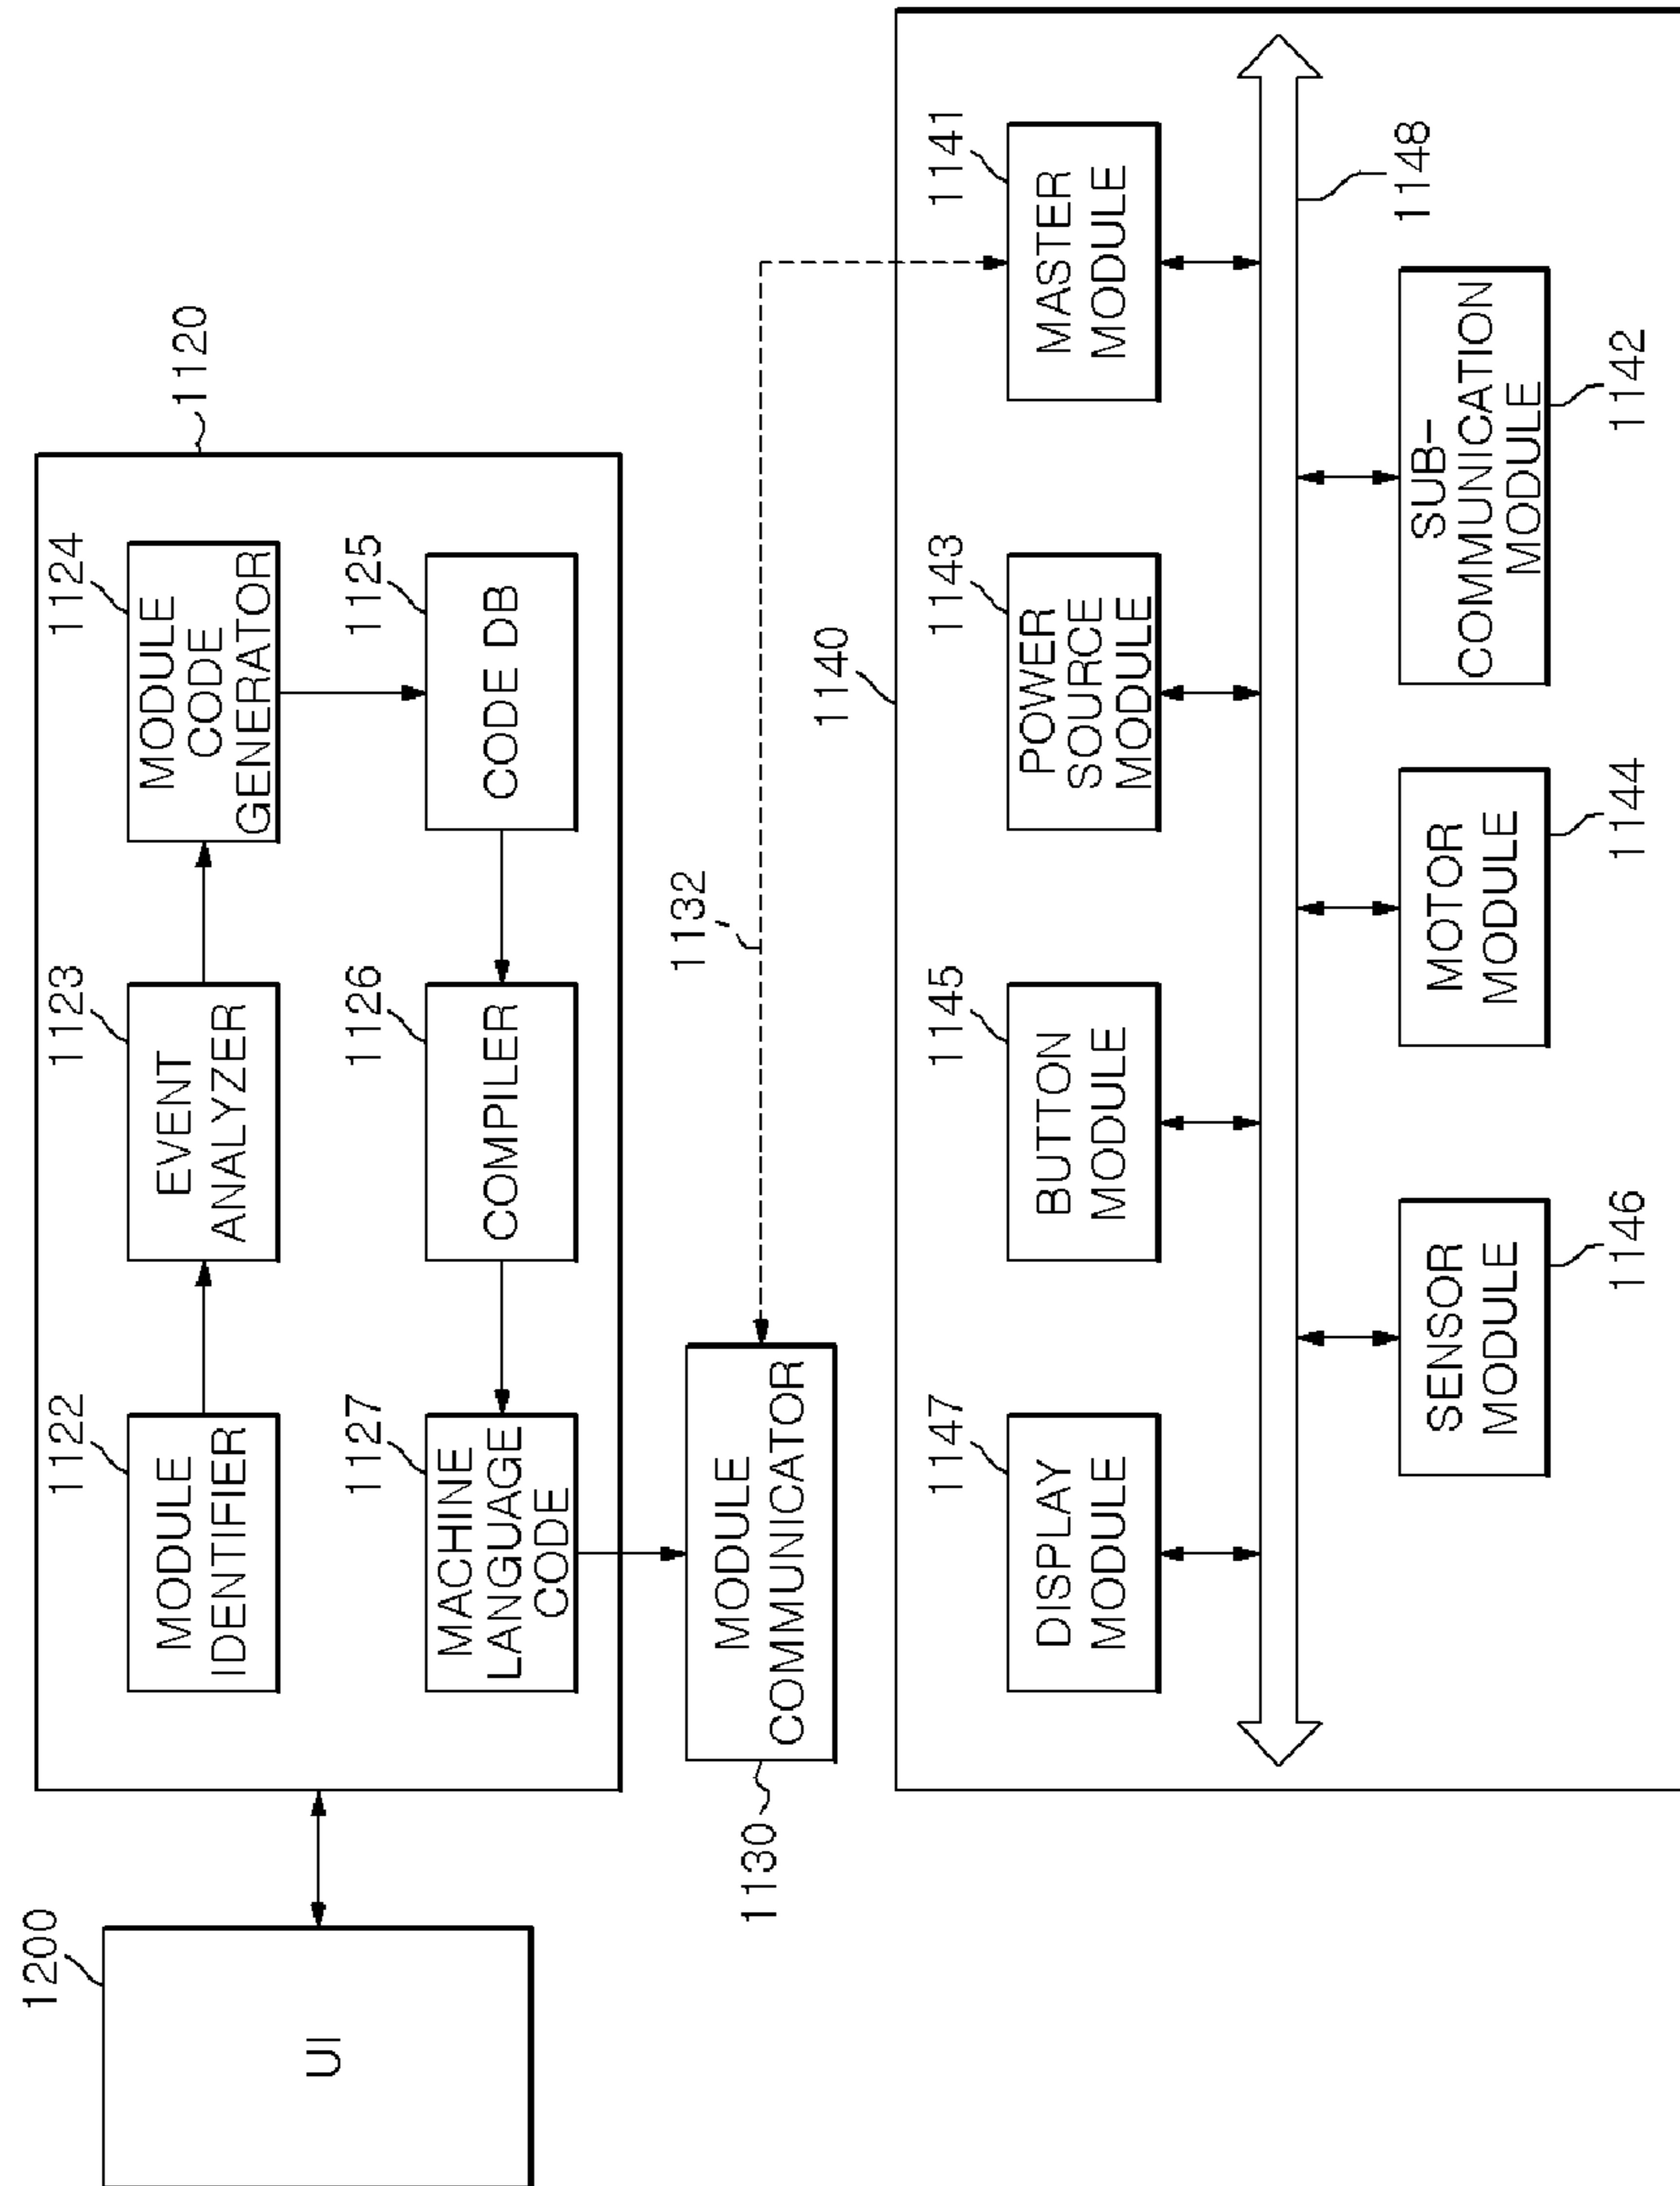 1200
UI
1120
1122
MODULE
IDENTIFIER
1123
EVENT
ANALYZER
1124
MODULE
CODE
GENERATOR
1127
MACHINE
LANGUAGE
CODE
1126
COMPILER
1125
CODE DB
1130
MODULE
COMMUNICATOR
1132
1140
1147
DISPLAY
MODULE
1145
BUTTON
MODULE
1143
POWER
SOURCE
MODULE
1141
MASTER
MODULE
1148
SENSOR
MODULE
1146
MOTOR
MODULE
1144
SUB-
COMMUNICATION
MODULE
1142